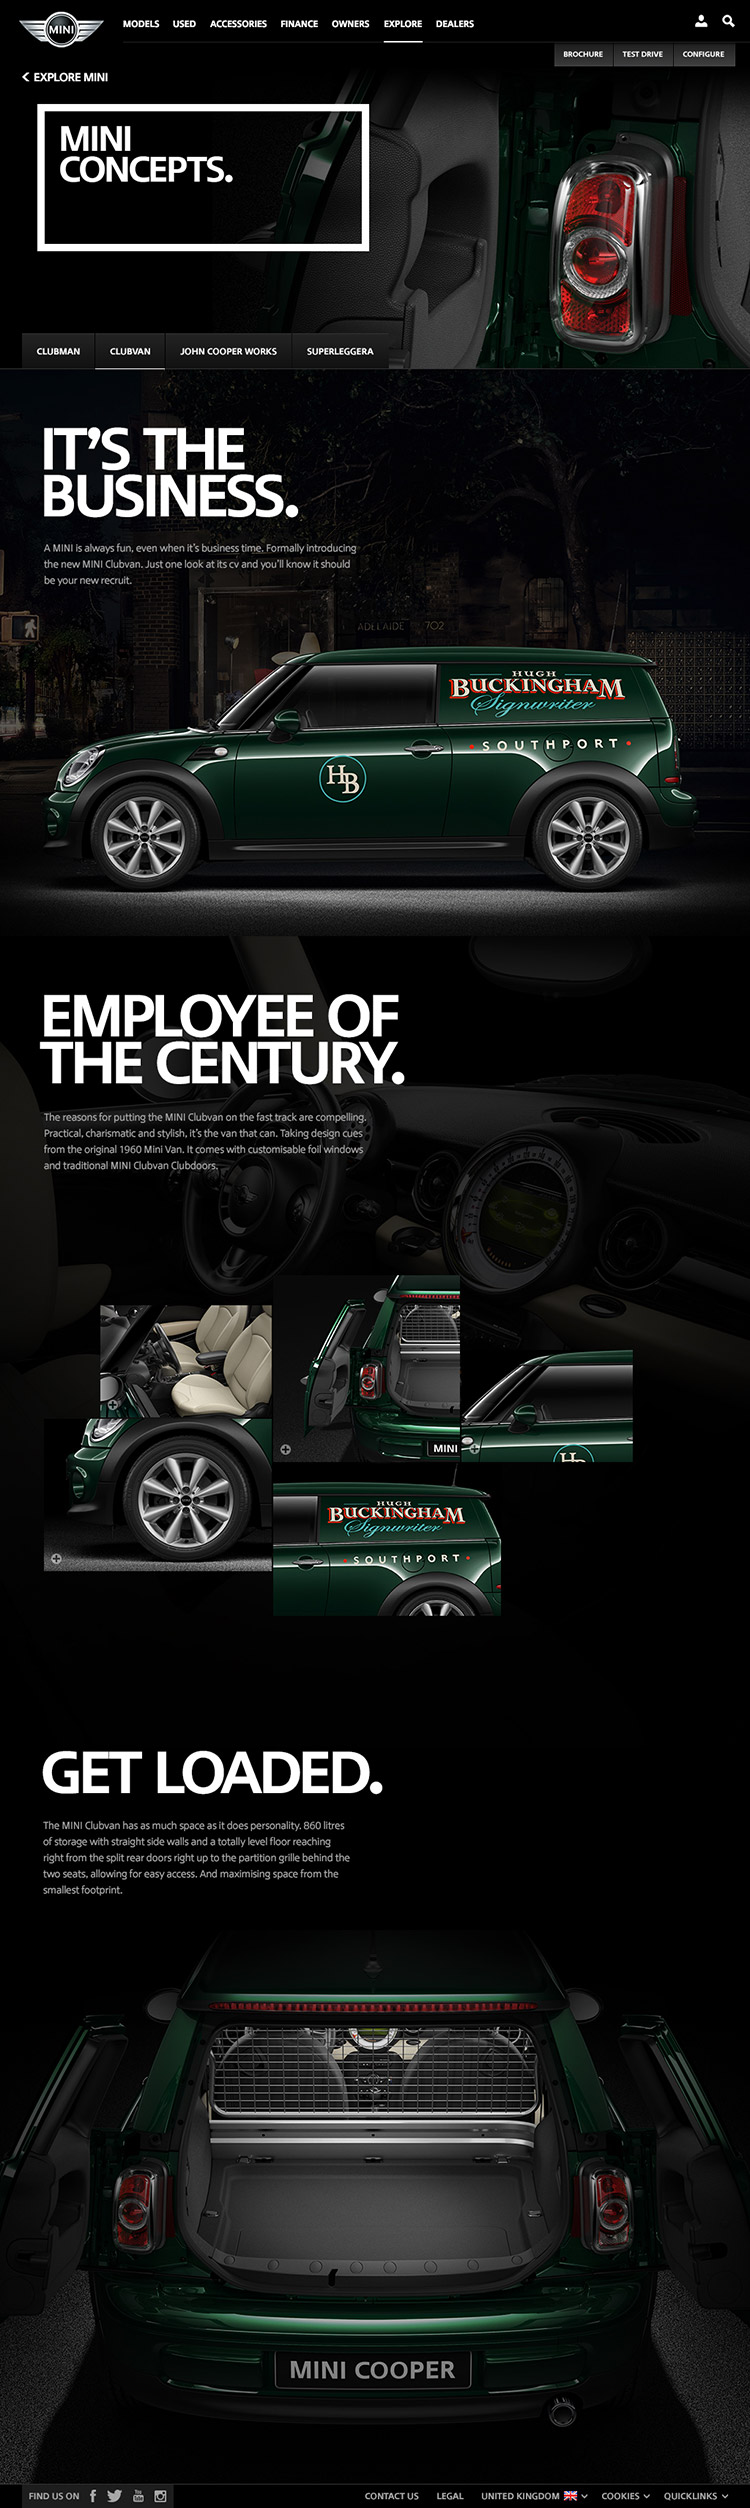 MINI
MODELS USED ACCESSORIES FINANCE OWNERS EXPLORE DEALERS
BROCHURE TEST DRIVE CONFIGURE
EXPLORE MINI
MINI
CONCEPTS.
CLUBMAN CLUBVAN JOHN COOPER WORKS SUPERLEGGERA
IT'S THE
BUSINESS.
A MINI is always fun, even when it's business time. Formally introducing
the new MINI Clubvan. Just one look at its cv and you'll know it should
be your new recruit.
ADELAIDE 702
HUGH
BUCKINGHAM
Signwriter
• SOUTHPORT •
HB
EMPLOYEE OF
THE CENTURY.
The reasons for putting the MINI Clubvan on the fast track are compelling.
Practical, charismatic and stylish, it's the van that can. Taking design cues
from the original 1960 Mini Van. It comes with customisable foil windows
and traditional MINI Clubvan Clubdoors.
MINI
HB
HUGH
BUCKINGHAM
Signwriter
• SOUTHPORT •
GET LOADED.
The MINI Clubvan has as much space as it does personality. 860 litres
of storage with straight side walls and a totally level floor reaching
right from the split rear doors right up to the partition grille behind the
two seats, allowing for easy access. And maximising space from the
smallest footprint.
MINI COOPER
FIND US ON f You Tube CONTACT US LEGAL UNITED KINGDOM COOKIES QUICKLINKS